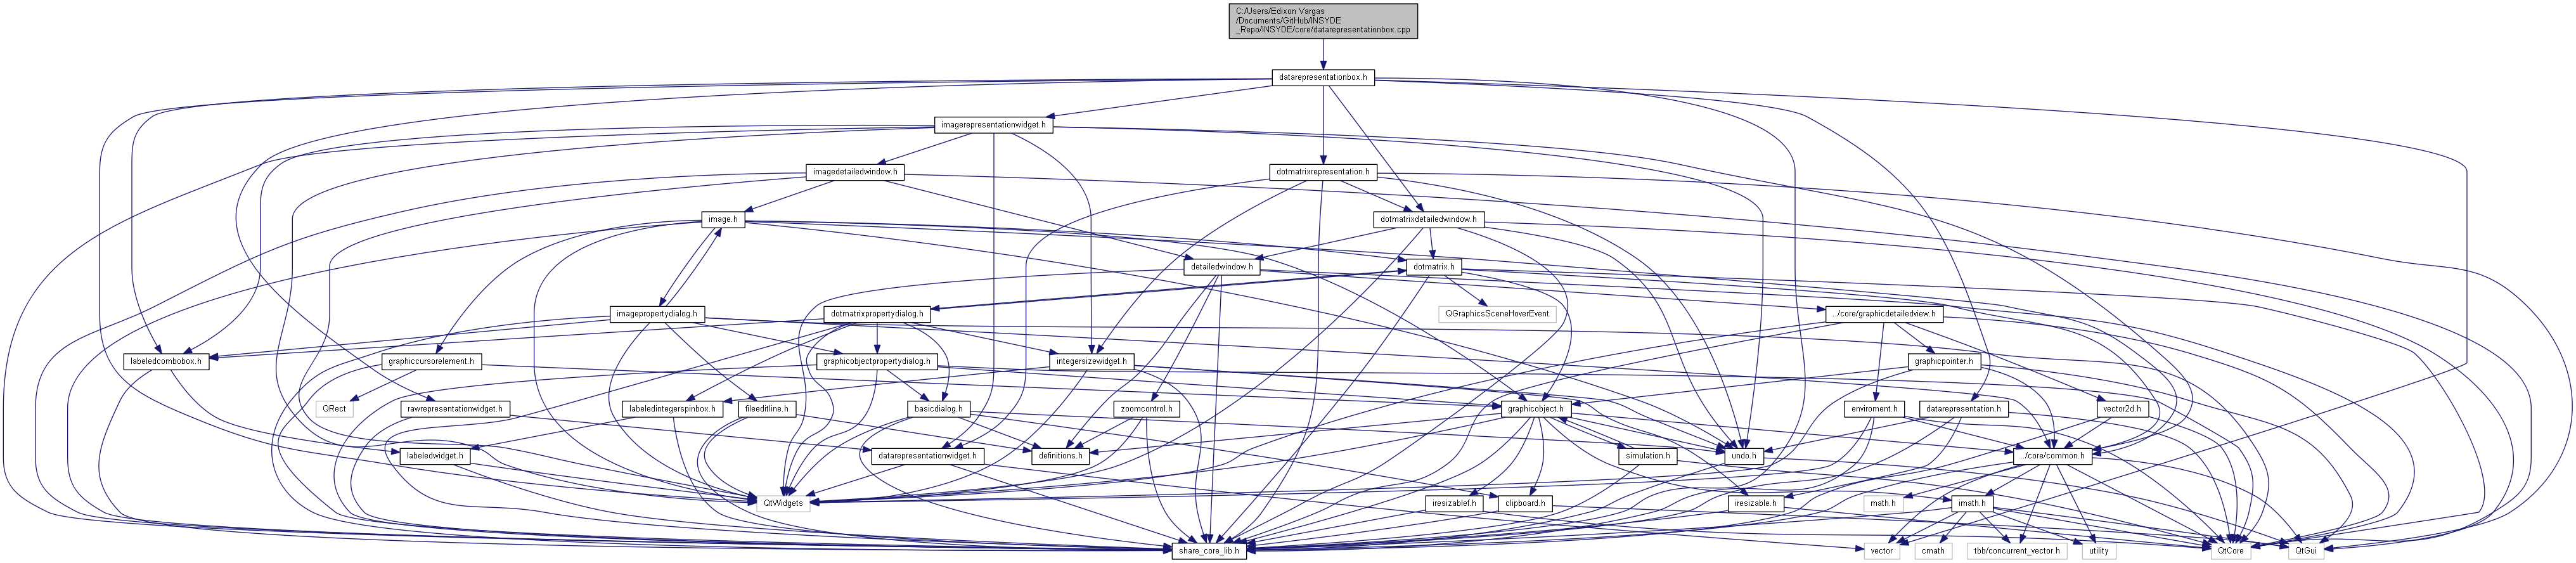 C:/Users/Edixon Vargas
/Documents/GitHub/INSYDE
_Repo/INSYDE/core/datarepresentationbox.cpp
datarepresentationbox.h
imagerepresentationwidget.h
imagedetailedwindow.h
dotmatrixrepresentation.h
image.h
dotmatrixdetailedwindow.h
detailedwindow.h
dotmatrix.h
imagepropertydialog.h
dotmatrixpropertydialog.h
QGraphicsSceneHoverEvent
../core/graphicdetailedview.h
labeledcombobox.h
graphiccursorelement.h
graphicobjectpropertydialog.h
integersizewidget.h
graphicpointer.h
QRect
rawrepresentationwidget.h
labeledintegerspinbox.h
fileeditline.h
basicdialog.h
zoomcontrol.h
graphicobject.h
enviroment.h
datarepresentation.h
vector2d.h
labeledwidget.h
datarepresentationwidget.h
definitions.h
simulation.h
undo.h
../core/common.h
QtWidgets
iresizablef.h
clipboard.h
iresizable.h
math.h
imath.h
share_core_lib.h
vector
cmath
tbb/concurrent_vector.h
utility
QtCore
QtGui